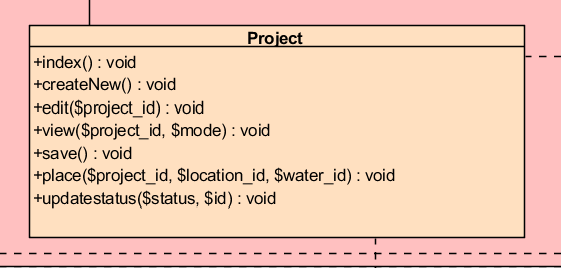 Project
+index() : void
+createNew() : void
+edit($project_id) : void
+view($project_id, $mode) : void
+save() : void
+place($project_id, $location_id, $water_id) : void
+updatestatus($status, $id) : void